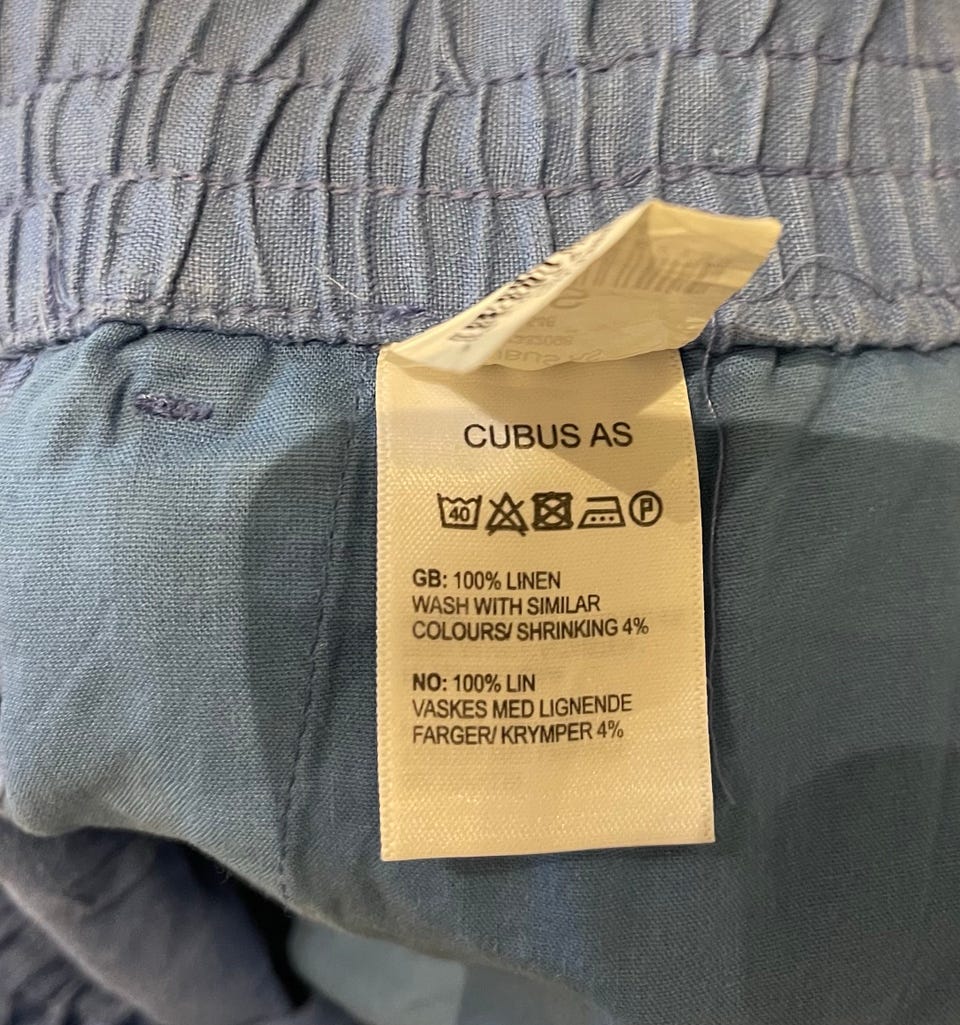 CUBUS AS
40 P
GB: 100% LINEN
WASH WITH SIMILAR
COLOURS/ SHRINKING 4%
NO: 100% LIN
VASKES MED LIGNENDE
FARGER/ KRYMPER 4%